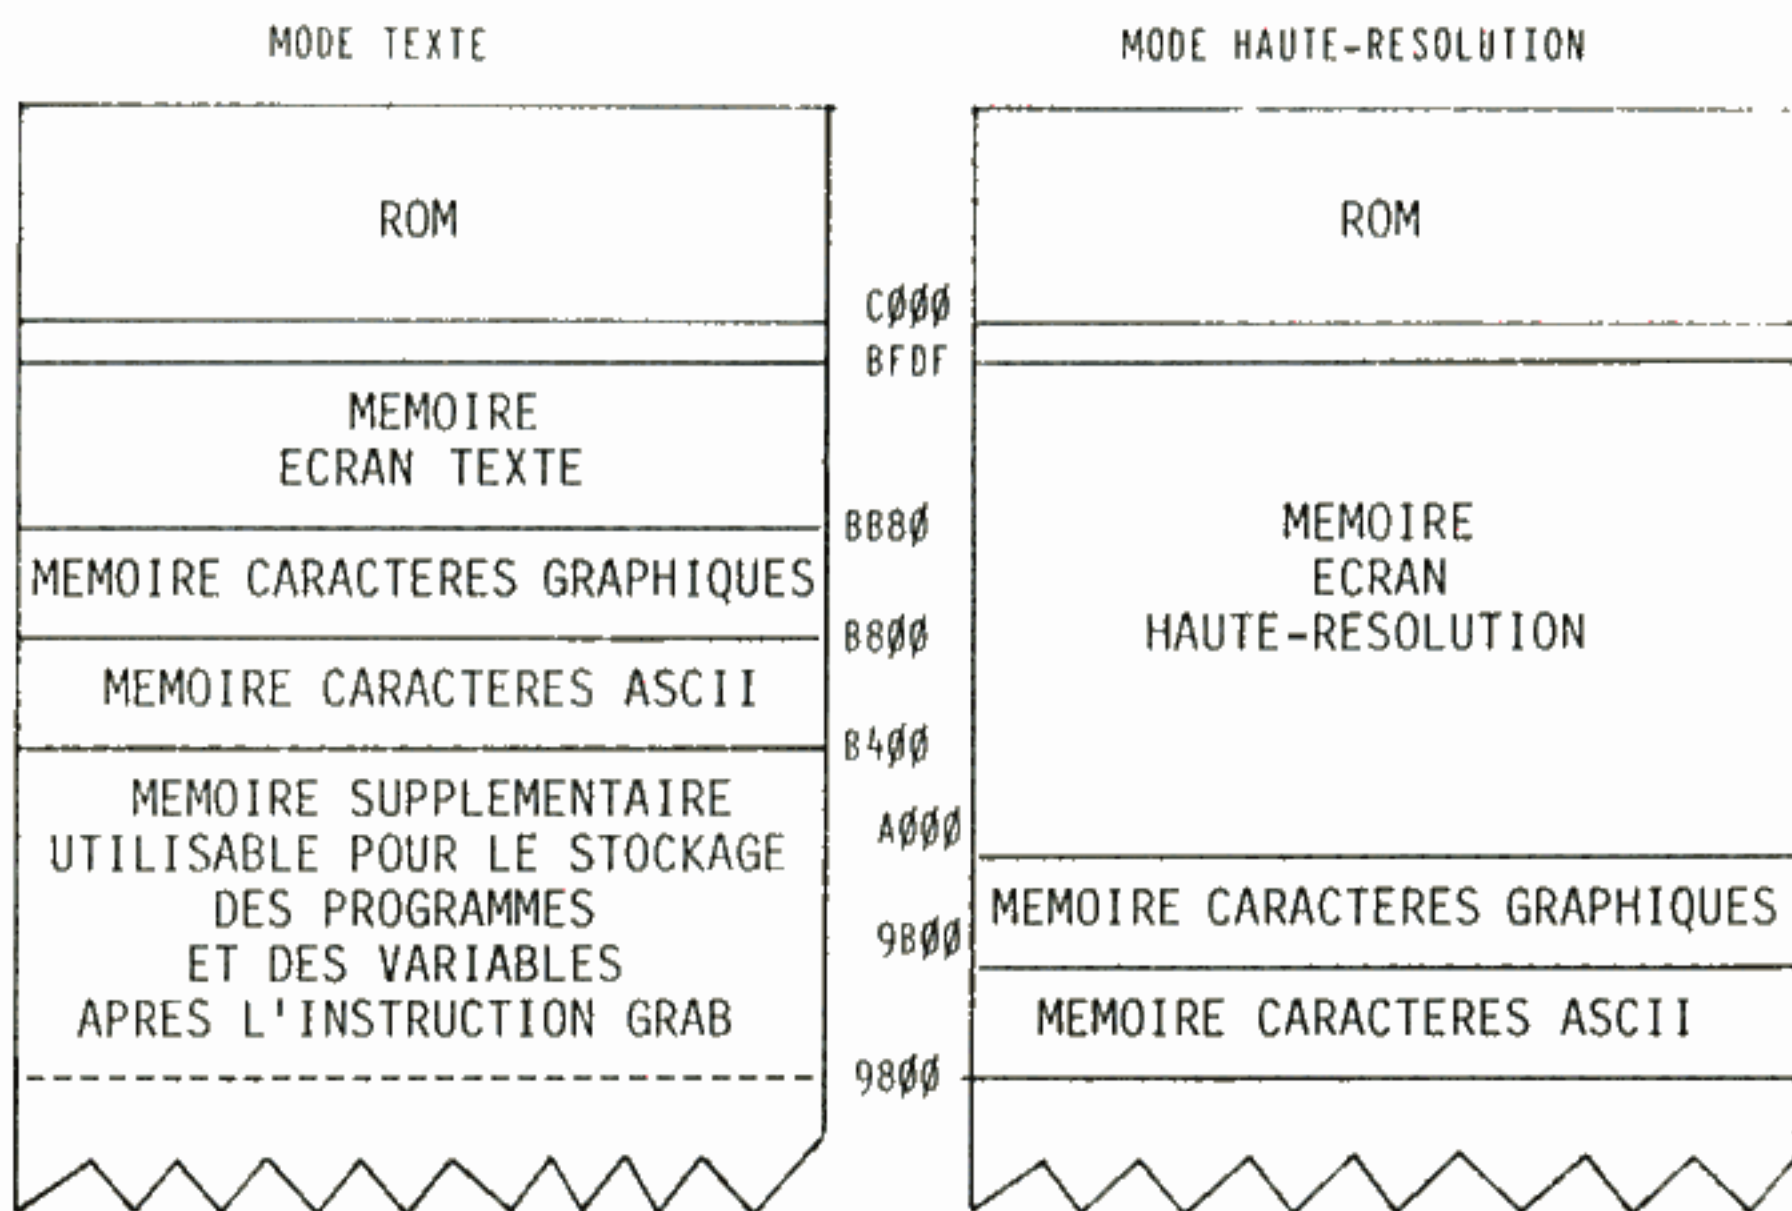 MODE TEXTE
MODE HAUTE-RESOLUTION
ROM
ROM
CØØØ
BFDF
MEMOIRE
ECRAN TEXTE
BB8Ø
MEMOIRE CARACTERES GRAPHIQUES
B8ØØ
MEMOIRE CARACTERES ASCII
B4ØØ
MEMOIRE SUPPLEMENTAIRE
UTILISABLE POUR LE STOCKAGE
DES PROGRAMMES
ET DES VARIABLES
APRES L'INSTRUCTION GRAB
MEMOIRE
ECRAN
HAUTE-RESOLUTION
AØØØ
MEMOIRE CARACTERES GRAPHIQUES
9BØØ
MEMOIRE CARACTERES ASCII
98ØØ